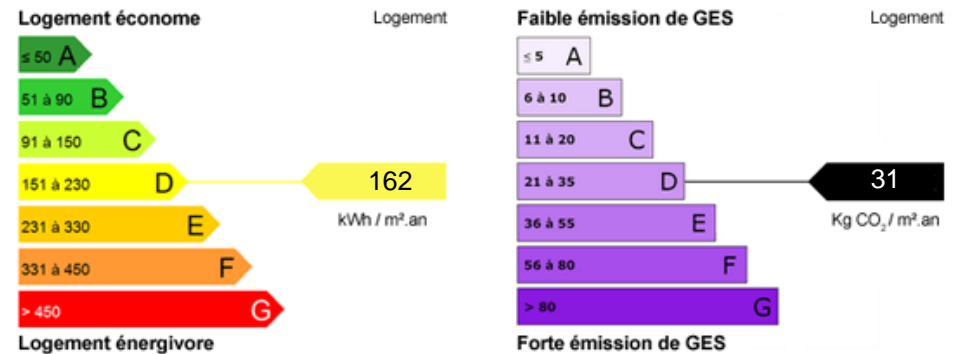 Logement économe Logement
≤ 50 A
51 à 90 B
91 à 150 C
151 à 230 D 162
kWh / m².an
231 à 330 E
331 à 450 F
> 450 G
Logement énergivore
Faible émission de GES Logement
≤ 5 A
6 à 10 B
11 à 20 C
21 à 35 D 31
Kg CO₂ / m².an
36 à 55 E
56 à 80 F
> 80 G
Forte émission de GES